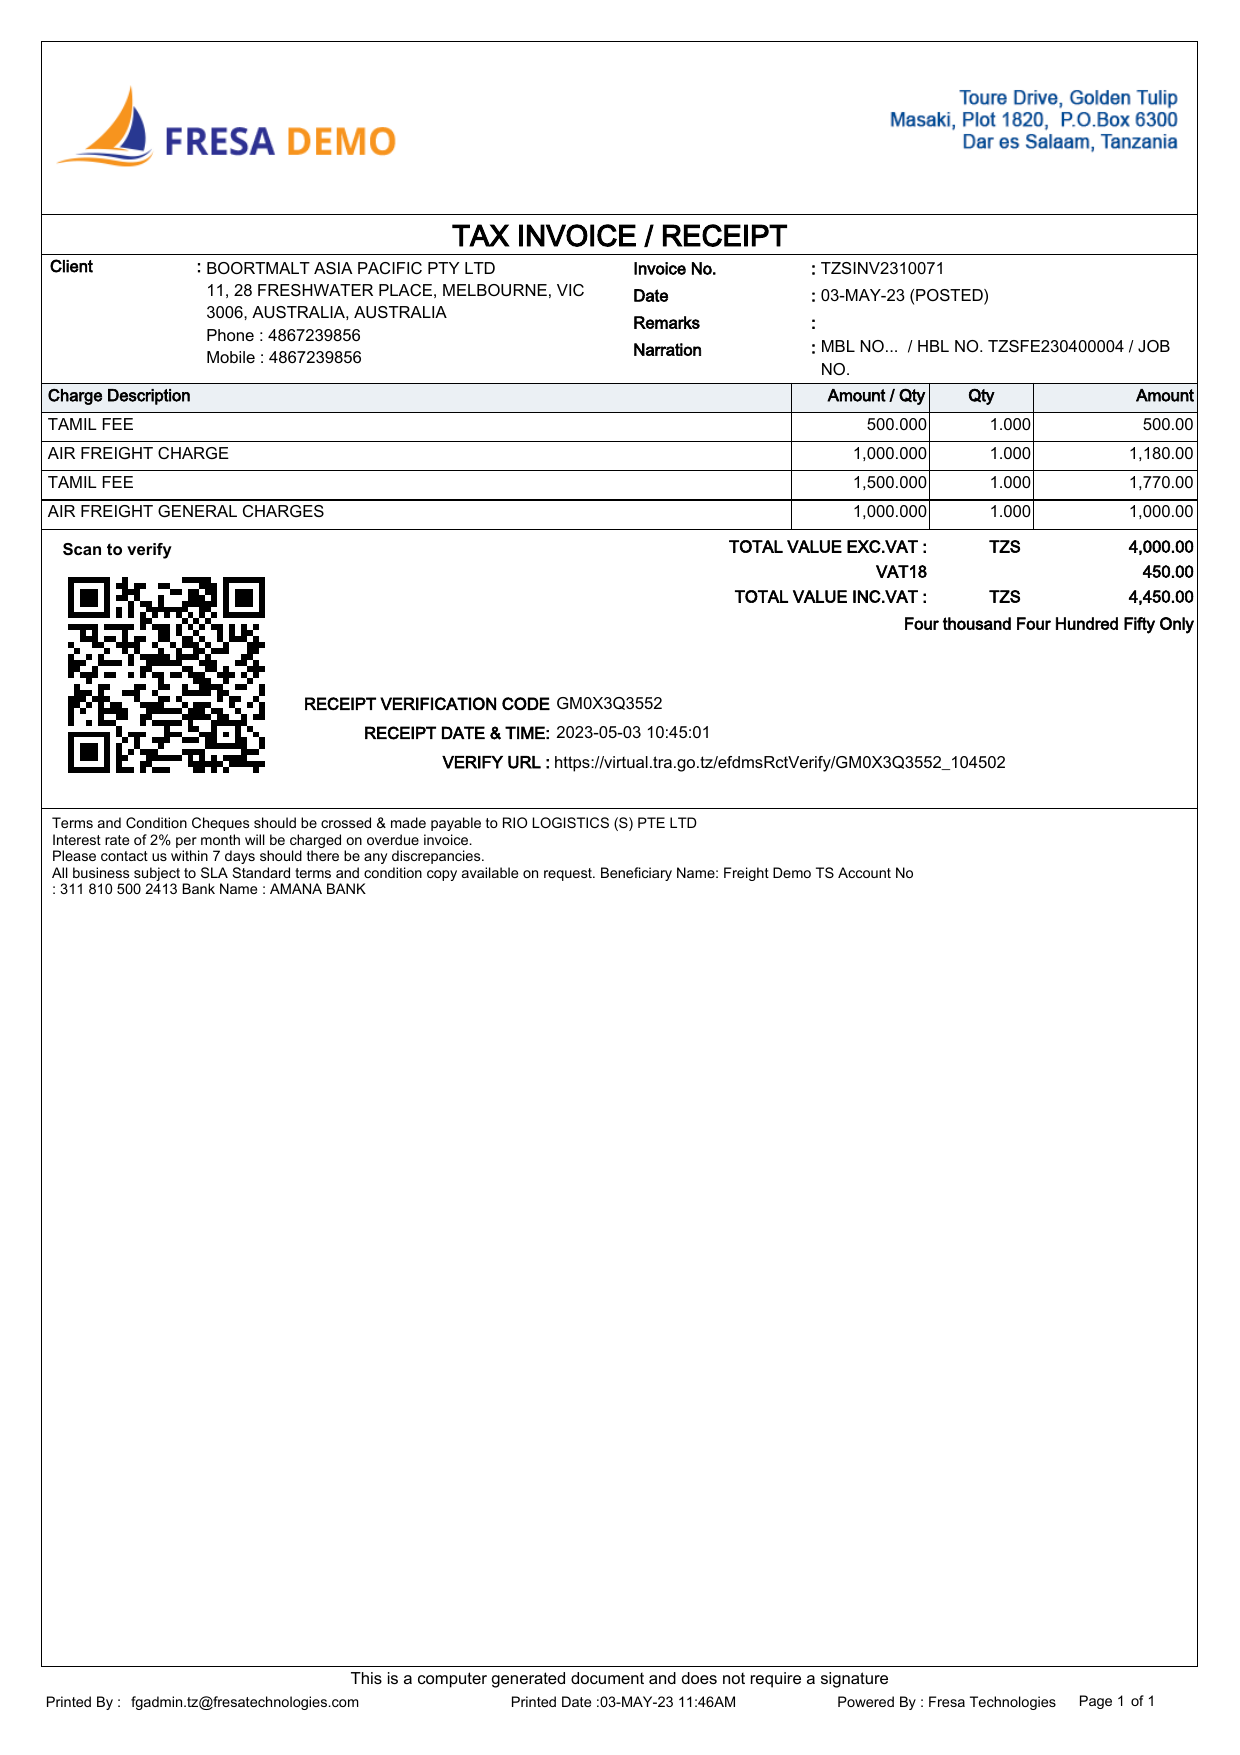 FRESA DEMO
Toure Drive, Golden Tulip
Masaki, Plot 1820, P.O.Box 6300
Dar es Salaam, Tanzania
TAX INVOICE / RECEIPT
Client : BOORTMALT ASIA PACIFIC PTY LTD
11, 28 FRESHWATER PLACE, MELBOURNE, VIC
3006, AUSTRALIA, AUSTRALIA
Phone : 4867239856
Mobile : 4867239856
Invoice No. : TZSINV2310071
Date : 03-MAY-23 (POSTED)
Remarks :
Narration : MBL NO... / HBL NO. TZSFE230400004 / JOB
NO.
Charge Description Amount / Qty Qty Amount
TAMIL FEE 500.000 1.000 500.00
AIR FREIGHT CHARGE 1,000.000 1.000 1,180.00
TAMIL FEE 1,500.000 1.000 1,770.00
AIR FREIGHT GENERAL CHARGES 1,000.000 1.000 1,000.00
Scan to verify
TOTAL VALUE EXC.VAT : TZS 4,000.00
VAT18 450.00
TOTAL VALUE INC.VAT : TZS 4,450.00
Four thousand Four Hundred Fifty Only
RECEIPT VERIFICATION CODE GM0X3Q3552
RECEIPT DATE & TIME: 2023-05-03 10:45:01
VERIFY URL : https://virtual.tra.go.tz/efdmsRctVerify/GM0X3Q3552_104502
Terms and Condition Cheques should be crossed & made payable to RIO LOGISTICS (S) PTE LTD
Interest rate of 2% per month will be charged on overdue invoice.
Please contact us within 7 days should there be any discrepancies.
All business subject to SLA Standard terms and condition copy available on request. Beneficiary Name: Freight Demo TS Account No
: 311 810 500 2413 Bank Name : AMANA BANK
This is a computer generated document and does not require a signature
Printed By : fgadmin.tz@fresatechnologies.com Printed Date :03-MAY-23 11:46AM Powered By : Fresa Technologies Page 1 of 1